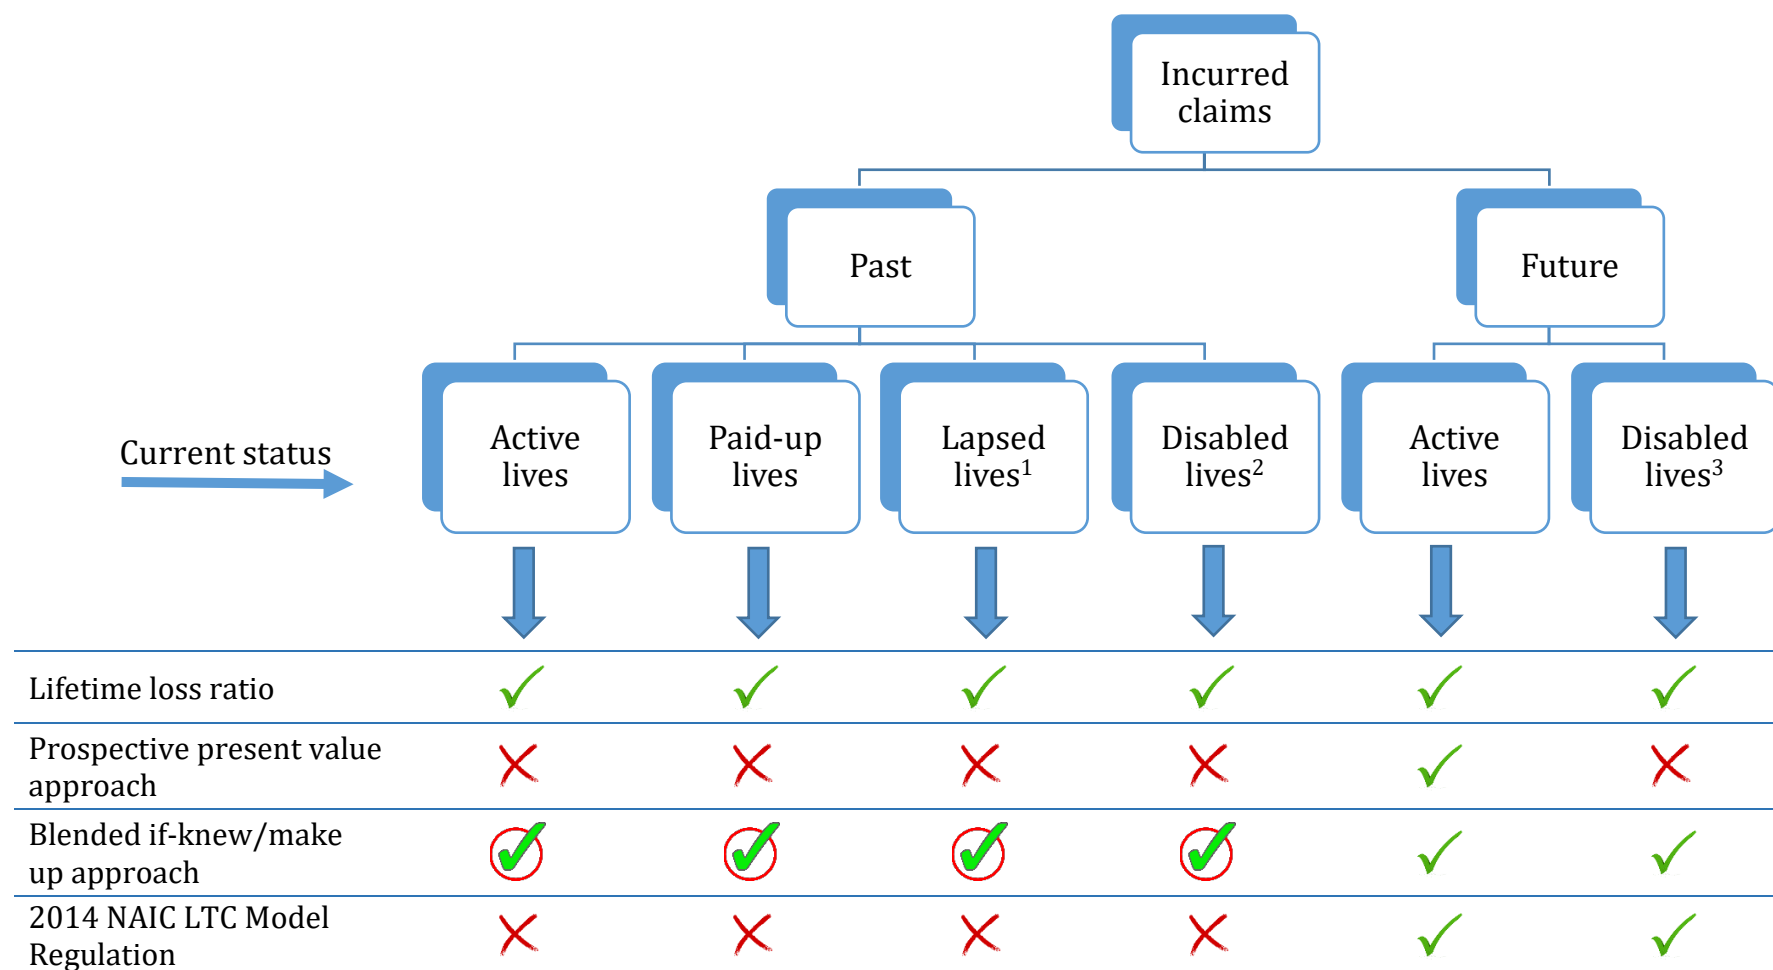 Incurred
claims
Past
Future
Current status
Active
lives
Paid-up
lives
Lapsed
lives¹
Disabled
lives²
Active
lives
Disabled
lives³
Lifetime loss ratio
Prospective present value
approach
Blended if-knew/make
up approach
2014 NAIC LTC Model
Regulation